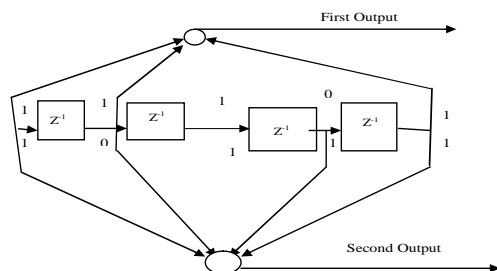 First Output
1 1 1 0 1
Z⁻¹ Z⁻¹ Z⁻¹ Z⁻¹
1 0 1 1 1
Second Output